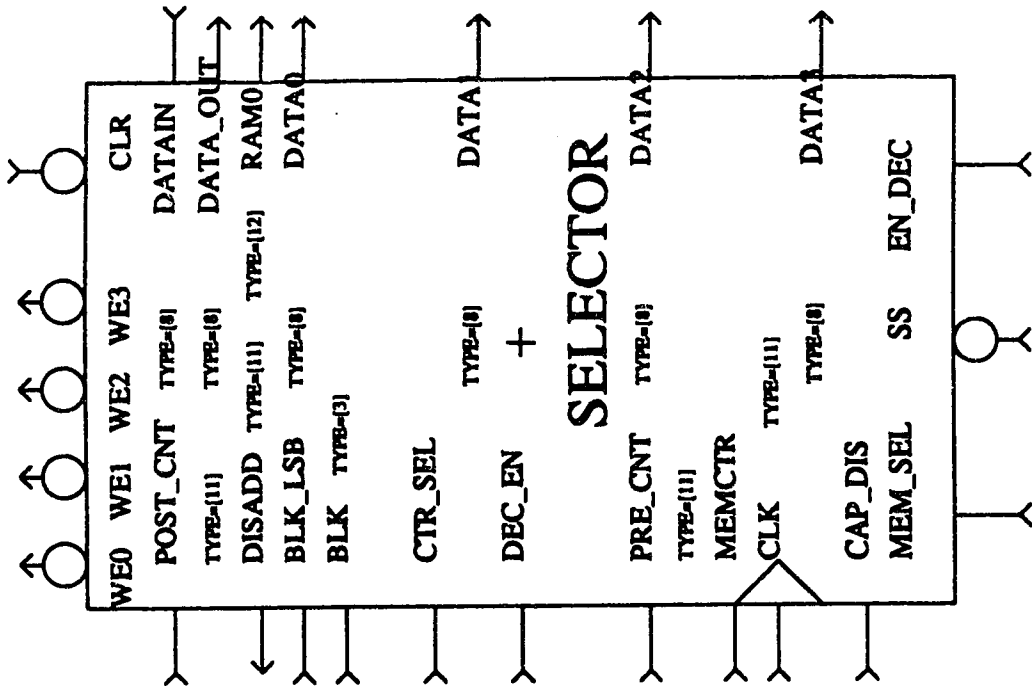 WE0 WE1 WE2 WE3 CLR
POST_CNT TYPE=[8] DATAIN
TYPE=[11] TYPE=[8] DATA_OUT
DISADD TYPE=[11] TYPE=[12] RAM0
BLK_LSB TYPE=[8] DATA0
BLK TYPE=[3]
CTR_SEL
TYPE=[8] DATA1
DEC_EN
SELECTOR
PRE_CNT TYPE=[8] DATA2
TYPE=[11]
MEMCTR
CLK TYPE=[11]
TYPE=[8] DATA3
CAP_DIS
MEM_SEL SS EN_DEC